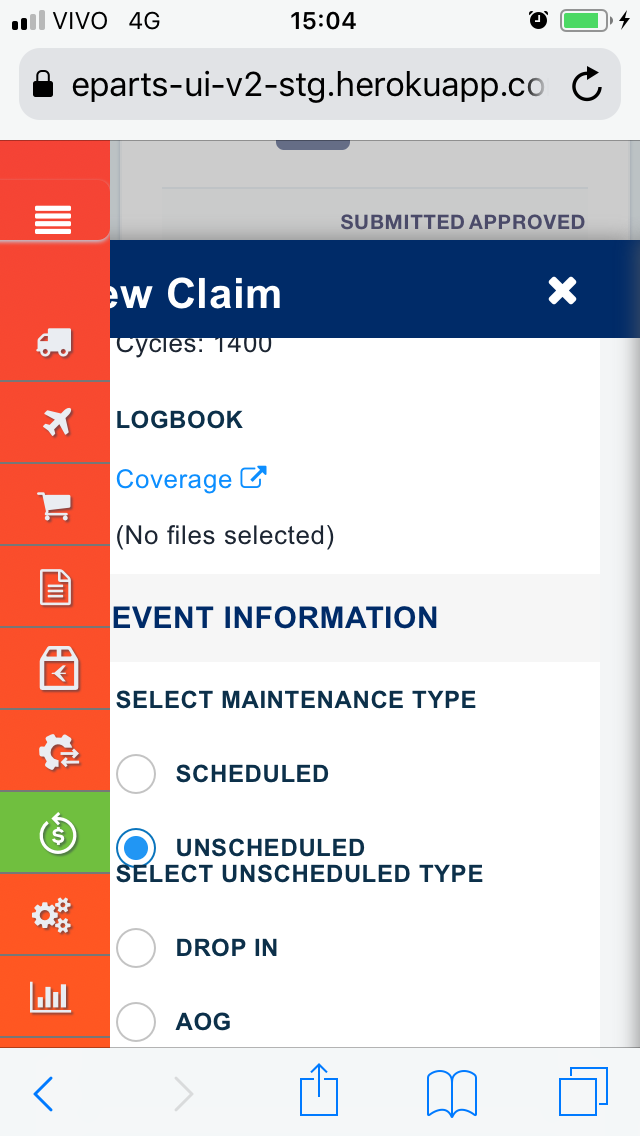 VIVO 4G 15:04
eparts-ui-v2-stg.herokuapp.co
SUBMITTED APPROVED
ew Claim
Cycles: 1400
LOGBOOK
Coverage
(No files selected)
EVENT INFORMATION
SELECT MAINTENANCE TYPE
SCHEDULED
UNSCHEDULED
SELECT UNSCHEDULED TYPE
DROP IN
AOG